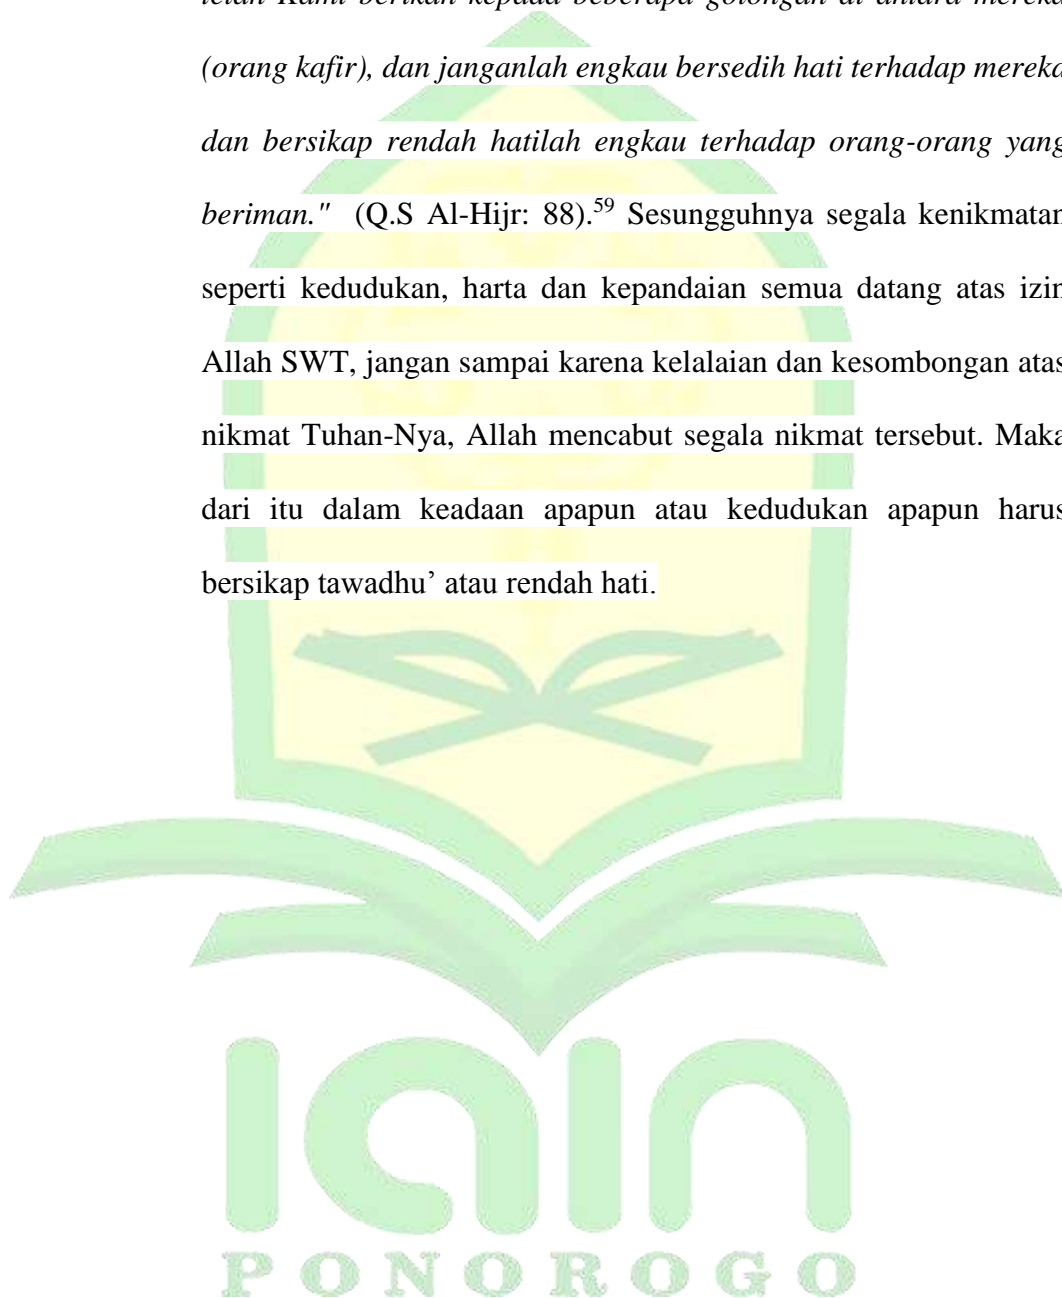 telah Kami berikan kepada beberapa golongan di antara mereka
(orang kafir), dan janganlah engkau bersedih hati terhadap mereka
dan bersikap rendah hatilah engkau terhadap orang-orang yang
beriman." (Q.S Al-Hijr: 88).59 Sesungguhnya segala kenikmatan
seperti kedudukan, harta dan kepandaian semua datang atas izin
Allah SWT, jangan sampai karena kelalaian dan kesombongan atas
nikmat Tuhan-Nya, Allah mencabut segala nikmat tersebut. Maka
dari itu dalam keadaan apapun atau kedudukan apapun harus
bersikap tawadhu’ atau rendah hati.
IAIN
PONOROGO